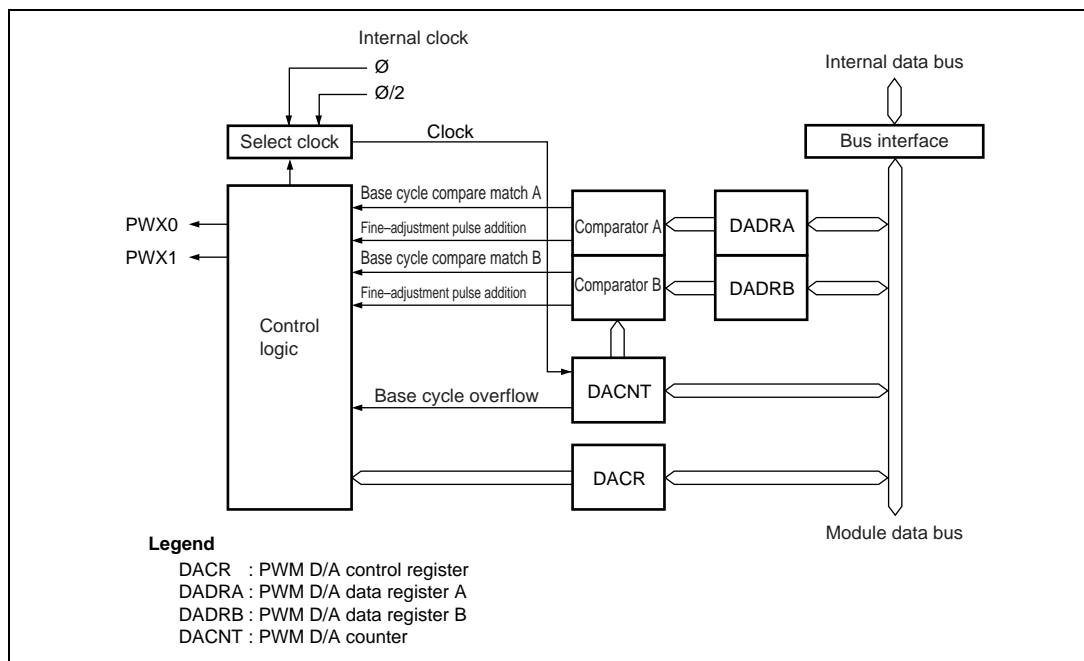 Internal clock
Ø
Ø/2
Internal data bus
Select clock
Clock
Bus interface
Base cycle compare match A
Fine–adjustment pulse addition
Base cycle compare match B
Fine–adjustment pulse addition
PWX0
PWX1
Comparator A
DADRA
Comparator B
DADRB
Control
logic
DACNT
Base cycle overflow
DACR
Module data bus
Legend
DACR : PWM D/A control register
DADRA : PWM D/A data register A
DADRB : PWM D/A data register B
DACNT : PWM D/A counter